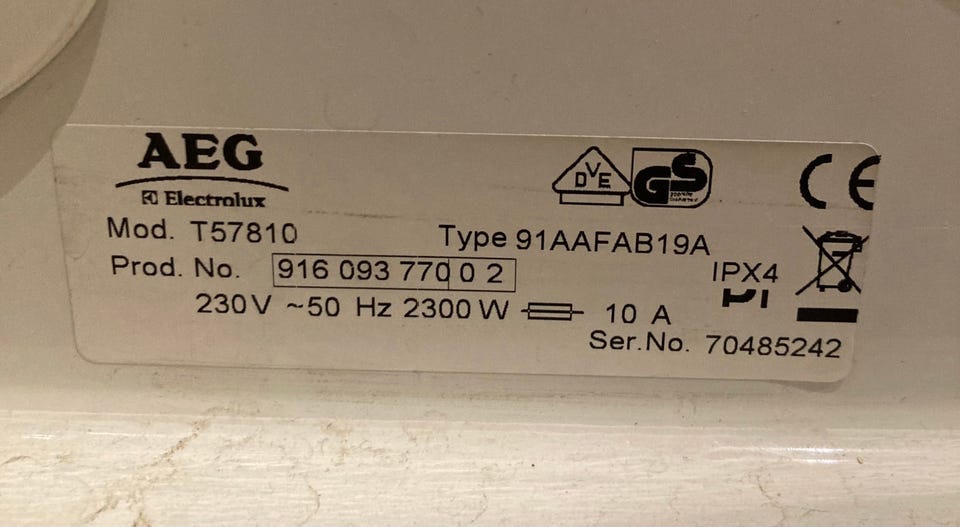 AEG
Electrolux
DVE
GS
CE
Mod. T57810
Type 91AAFAB19A
Prod. No. 916 093 770 0 2
IPX4
230V ~50 Hz 2300 W 10 A
Ser.No. 70485242